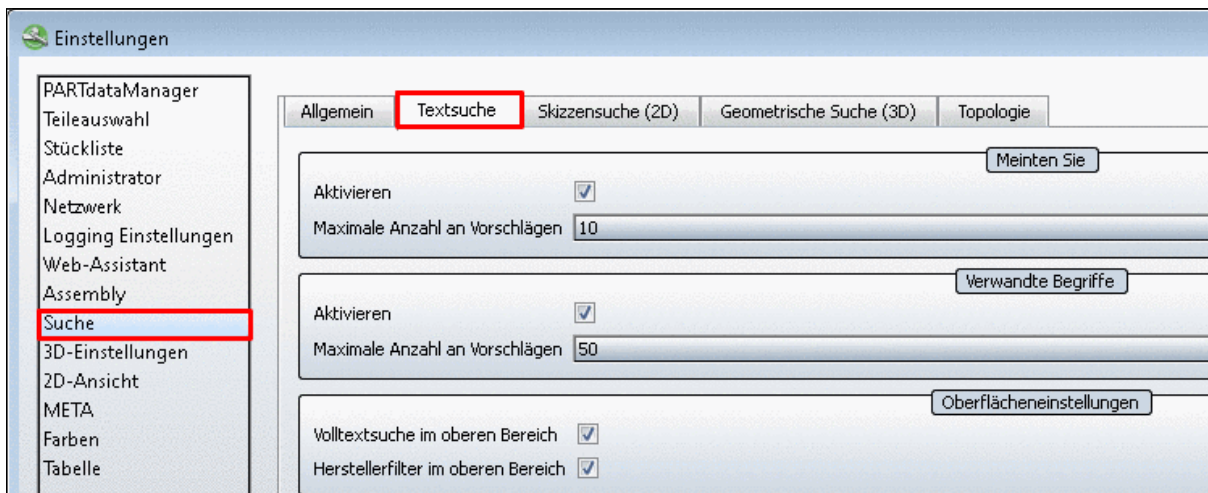 Einstellungen
PARTdataManager
Teileauswahl
Stückliste
Administrator
Netzwerk
Logging Einstellungen
Web-Assistant
Assembly
Suche
3D-Einstellungen
2D-Ansicht
META
Farben
Tabelle
Allgemein Textsuche Skizzensuche (2D) Geometrische Suche (3D) Topologie
Meinten Sie
Aktivieren
Maximale Anzahl an Vorschlägen 10
Verwandte Begriffe
Aktivieren
Maximale Anzahl an Vorschlägen 50
Oberflächeneinstellungen
Volltextsuche im oberen Bereich
Herstellerfilter im oberen Bereich